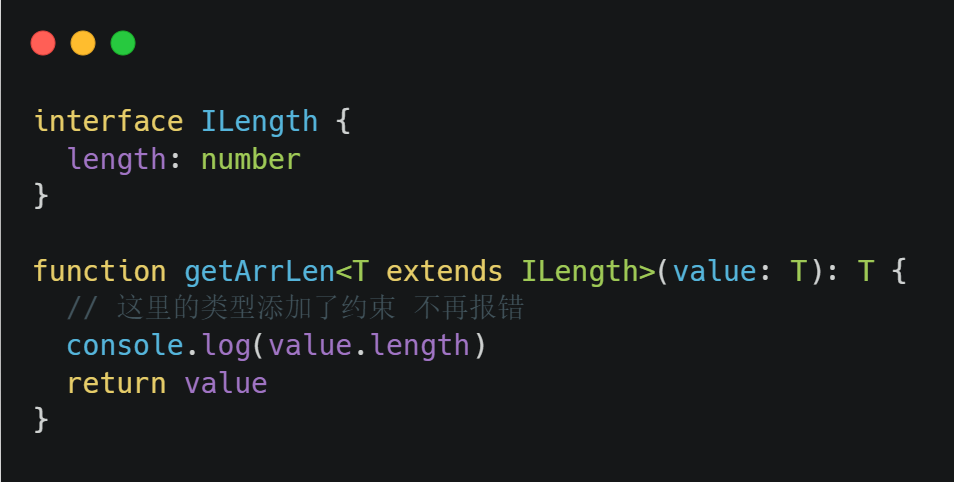 interface ILength {
  length: number
}
function getArrLen<T extends ILength>(value: T): T {
  // 这里的类型添加了约束 不再报错
  console.log(value.length)
  return value
}